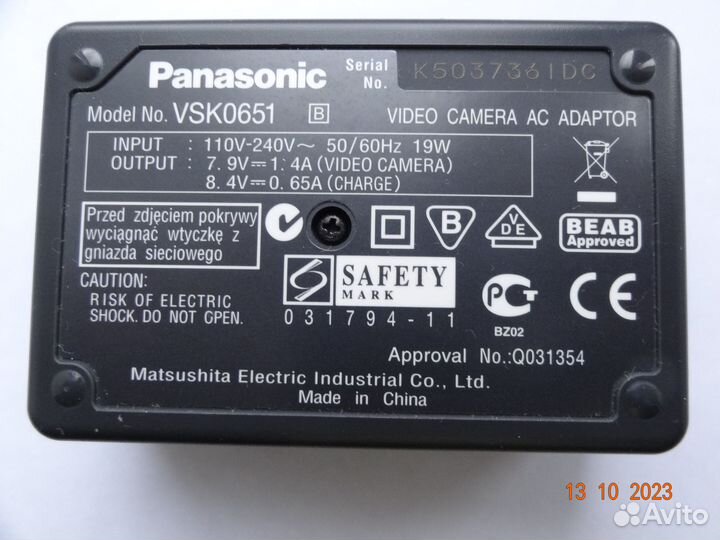 Panasonic
Serial No. K5037361DC
Model No. VSK0651 B VIDEO CAMERA AC ADAPTOR
INPUT : 110V-240V∼ 50/60Hz 19W
OUTPUT : 7.9V⎓1.4A (VIDEO CAMERA)
8.4V⎓0.65A (CHARGE)
Przed zdjęciem pokrywy
wyciągnąć wtyczkę z
gniazda sieciowego
B
VDE
BEAB
Approved
CAUTION:
RISK OF ELECTRIC
SHOCK. DO NOT OPEN.
S SAFETY
MARK
031794-11
PCT
BZ02
CE
Approval No.:Q031354
Matsushita Electric Industrial Co., Ltd.
Made in China
13 10 2023
Avito